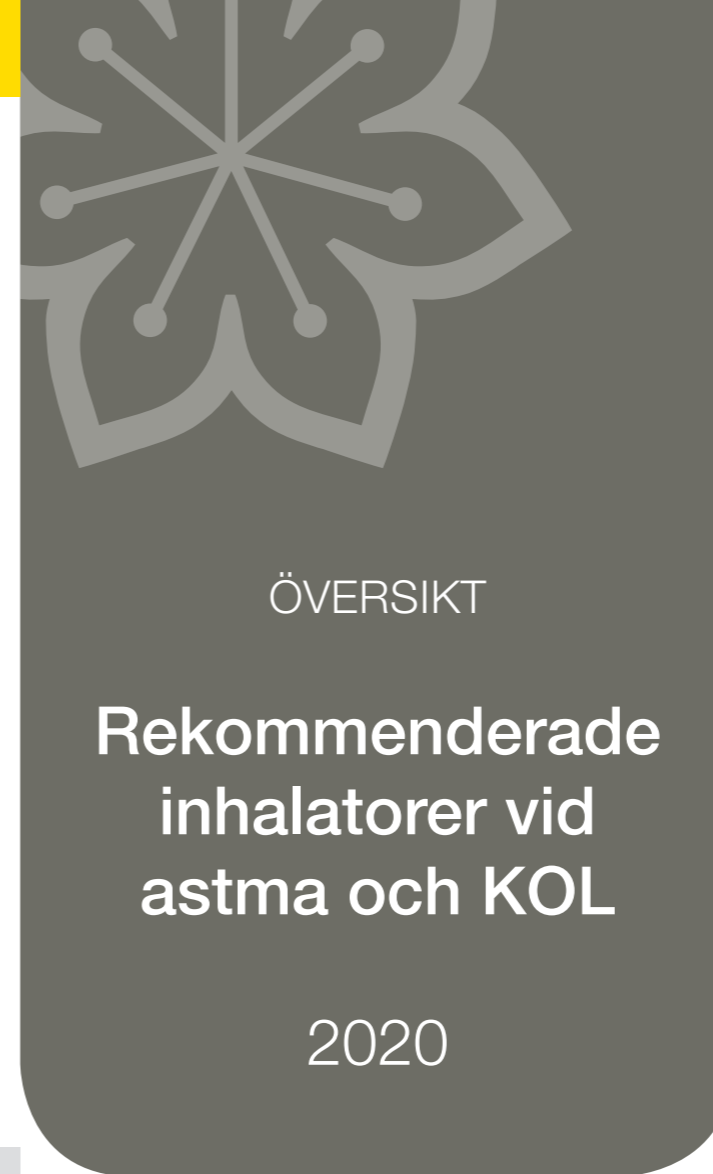 ÖVERSIKT
Rekommenderade
inhalatorer vid
astma och KOL
2020